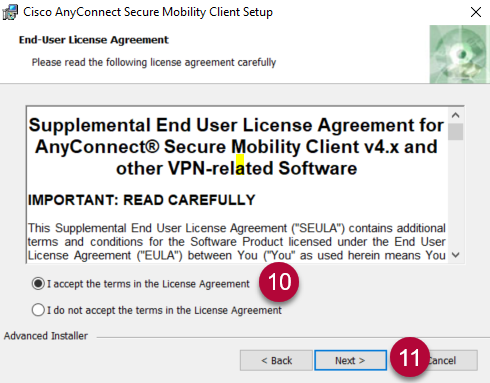 Cisco AnyConnect Secure Mobility Client Setup
End-User License Agreement
Please read the following license agreement carefully
Supplemental End User License Agreement for
AnyConnect® Secure Mobility Client v4.x and
other VPN-related Software
IMPORTANT: READ CAREFULLY
This Supplemental End User License Agreement ("SEULA") contains additional
terms and conditions for the Software Product licensed under the End User
License Agreement ("EULA") between You ("You" as used herein means You
I accept the terms in the License Agreement
10
I do not accept the terms in the License Agreement
Advanced Installer
< Back
Next >
11
Cancel